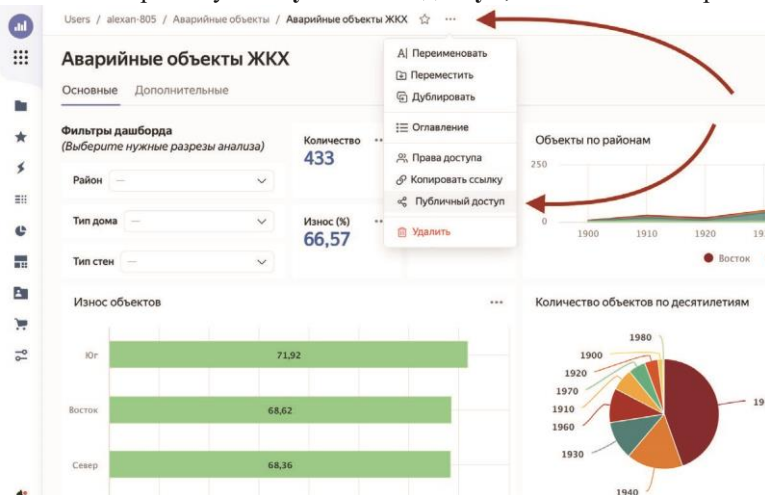 Users / alexan-805 / Аварийные объекты / Аварийные объекты ЖКХ
Аварийные объекты ЖКХ
Основные Дополнительные
Переименовать
Переместить
Дублировать
Оглавление
Права доступа
Копировать ссылку
Публичный доступ
Удалить
Фильтры дашборда
(Выберите нужные разрезы анализа)
Район —
Тип дома —
Тип стен —
Количество
433
Износ (%)
66,57
Объекты по районам
250
0
1900 1910 1920
Восток
Износ объектов
Юг 71,92
Восток 68,62
Север 68,36
Количество объектов по десятилетиям
1980
1900
1920
1970
1910
1960
1930
1940